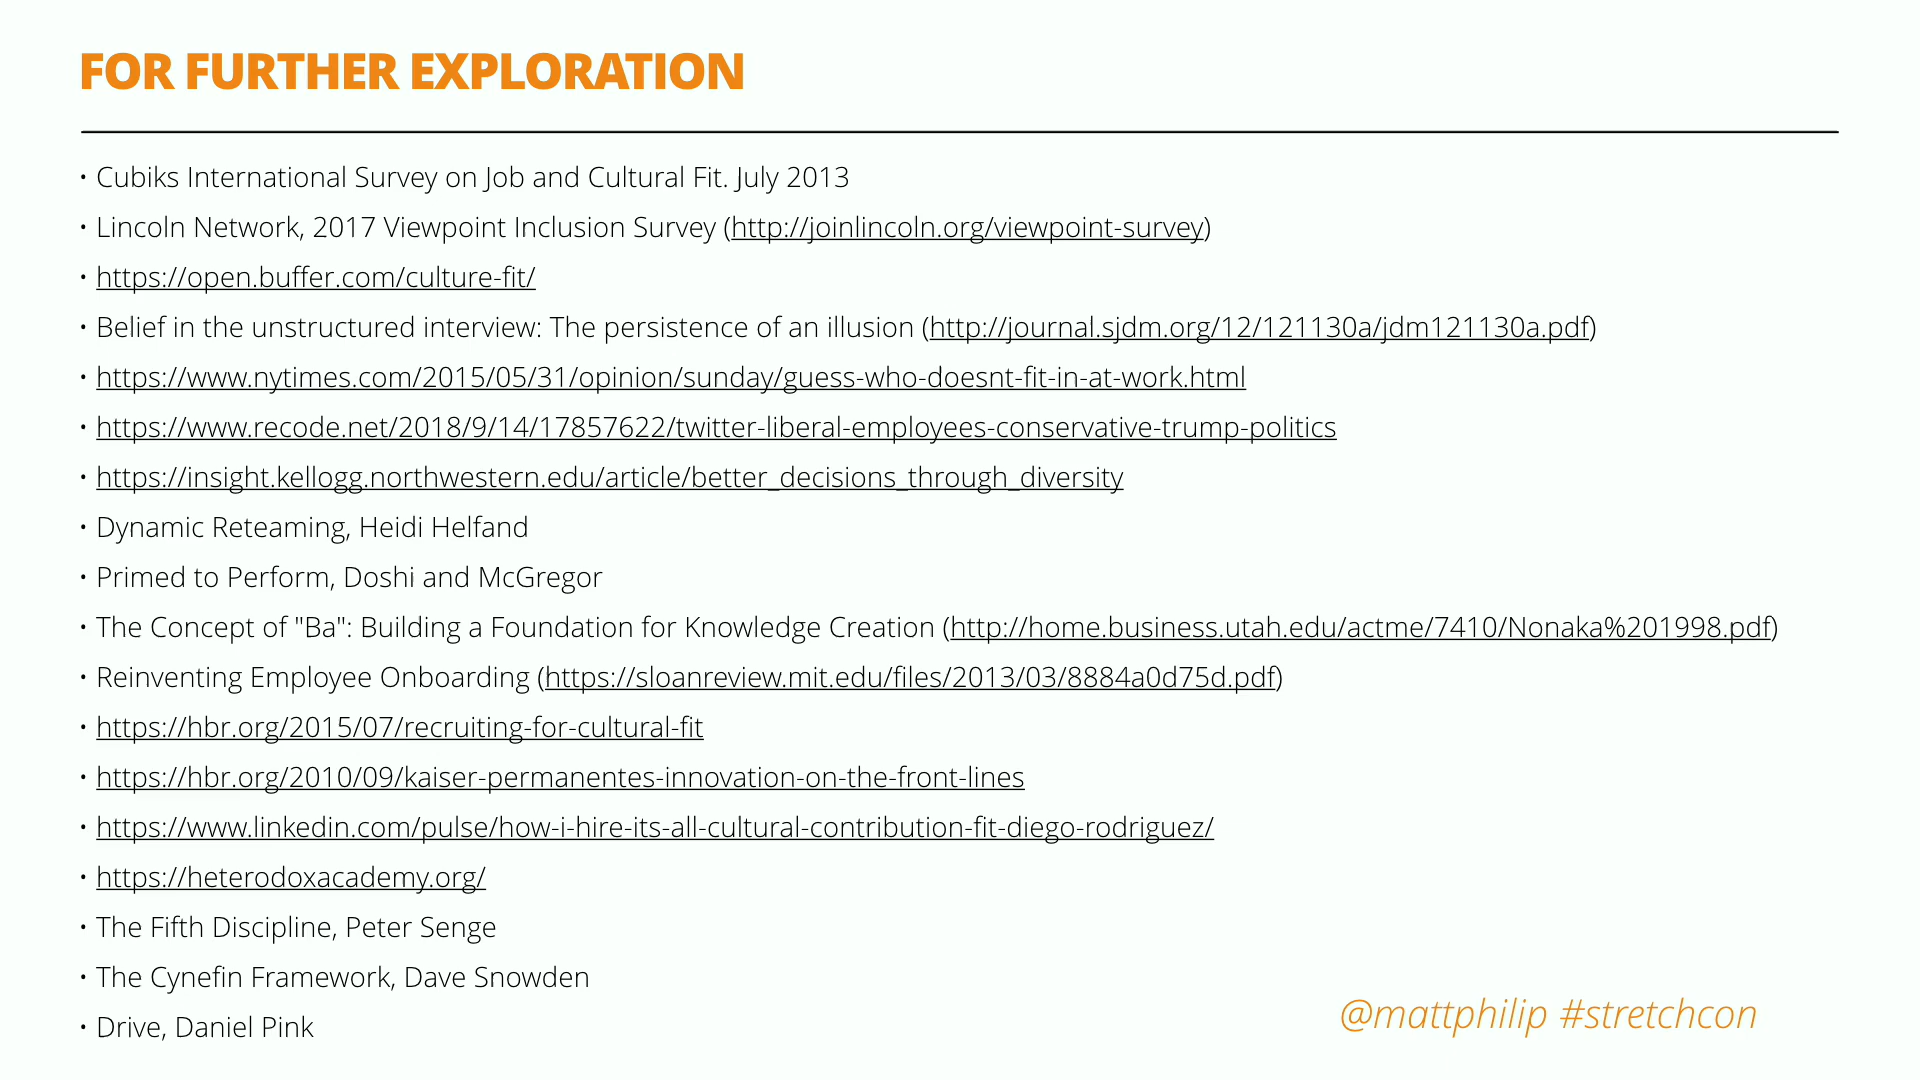 FOR FURTHER EXPLORATION
• Cubiks International Survey on Job and Cultural Fit. July 2013
• Lincoln Network, 2017 Viewpoint Inclusion Survey (http://joinlincoln.org/viewpoint-survey)
• https://open.buffer.com/culture-fit/
• Belief in the unstructured interview: The persistence of an illusion (http://journal.sjdm.org/12/121130a/jdm121130a.pdf)
• https://www.nytimes.com/2015/05/31/opinion/sunday/guess-who-doesnt-fit-in-at-work.html
• https://www.recode.net/2018/9/14/17857622/twitter-liberal-employees-conservative-trump-politics
• https://insight.kellogg.northwestern.edu/article/better_decisions_through_diversity
• Dynamic Reteaming, Heidi Helfand
• Primed to Perform, Doshi and McGregor
• The Concept of "Ba": Building a Foundation for Knowledge Creation (http://home.business.utah.edu/actme/7410/Nonaka%201998.pdf)
• Reinventing Employee Onboarding (https://sloanreview.mit.edu/files/2013/03/8884a0d75d.pdf)
• https://hbr.org/2015/07/recruiting-for-cultural-fit
• https://hbr.org/2010/09/kaiser-permanentes-innovation-on-the-front-lines
• https://www.linkedin.com/pulse/how-i-hire-its-all-cultural-contribution-fit-diego-rodriguez/
• https://heterodoxacademy.org/
• The Fifth Discipline, Peter Senge
• The Cynefin Framework, Dave Snowden
• Drive, Daniel Pink
@mattphilip #stretchcon